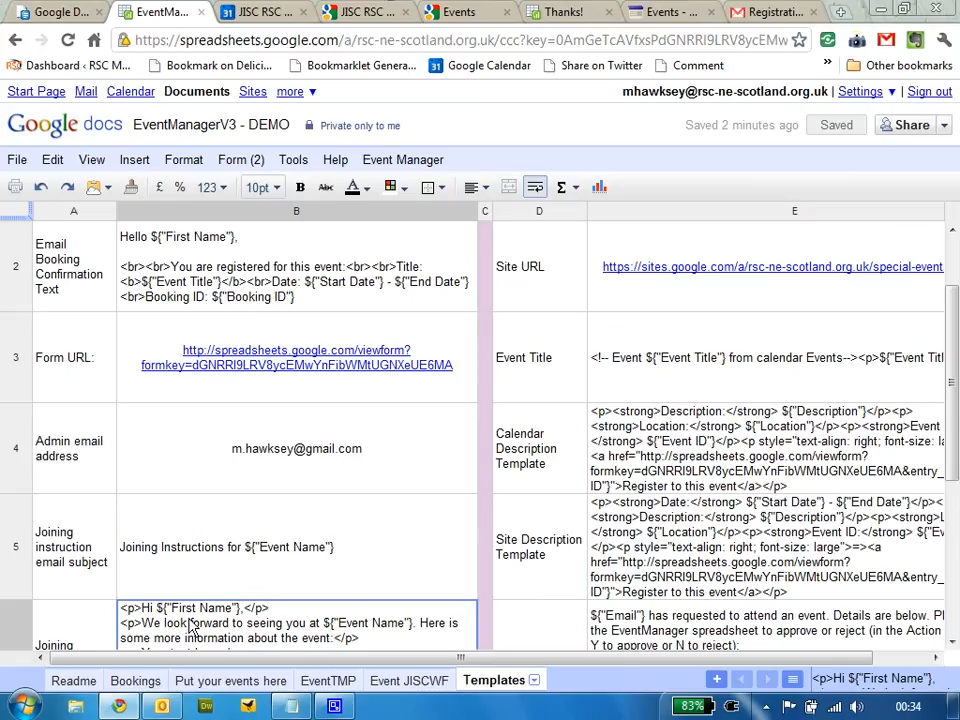 Google D...
EventMa...
JISC RSC ...
JISC RSC ...
Events
Thanks!
Events - ...
Registrati...
https://spreadsheets.google.com/a/rsc-ne-scotland.org.uk/ccc?key=0AmGeTcAVfxsPdGNRRl9LRV8ycEMw
Dashboard ‹ RSC M...
Bookmark on Delici...
Bookmarklet Genera...
Google Calendar
Share on Twitter
Comment
»
Other bookmarks
Start Page Mail Calendar Documents Sites more ▼
mhawksey@rsc-ne-scotland.org.uk | Settings ▼ | Sign out
Google docs EventManagerV3 - DEMO Private only to me
Saved 2 minutes ago Saved Share
File Edit View Insert Format Form (2) Tools Help Event Manager
£ % 123 10pt B Abc A Σ
A B C D E
2
Email
Booking
Confirmation
Text
Hello ${"First Name"},
<br><br>You are registered for this event:<br><br>Title:
<b>${"Event Title"}</b><br>Date: ${"Start Date"} - ${"End Date"}
<br>Booking ID: ${"Booking ID"}
Site URL
https://sites.google.com/a/rsc-ne-scotland.org.uk/special-event
3
Form URL:
http://spreadsheets.google.com/viewform?
formkey=dGNRRl9LRV8ycEMwYnFibWMtUGNXeUE6MA
Event Title
<!-- Event ${"Event Title"} from calendar Events--><p>${"Event Titl
4
Admin email
address
m.hawksey@gmail.com
Calendar
Description
Template
<p><strong>Description:</strong> ${"Description"}</p><p>
<strong>Location:</strong> ${"Location"}</p><p><strong>Event
</strong> ${"Event ID"}</p><p style="text-align: right; font-size: la
<a href="http://spreadsheets.google.com/viewform?
formkey=dGNRRl9LRV8ycEMwYnFibWMtUGNXeUE6MA&entry_
ID"}">Register to this event</a></p>
5
Joining
instruction
email subject
Joining Instructions for ${"Event Name"}
Site Description
Template
<p><strong>Date:</strong> ${"Start Date"} - ${"End Date"}</p><
<strong>Description:</strong> ${"Description"}</p><p><strong>L
</strong> ${"Location"}</p><p><strong>Event ID:</strong> ${"Eve
</p><p style="text-align: right; font-size: large">=><a
href="http://spreadsheets.google.com/viewform?
formkey=dGNRRl9LRV8ycEMwYnFibWMtUGNXeUE6MA&entry_
ID"}">Register to this event</a></p>
Joining
<p>Hi ${"First Name"},</p>
<p>We look forward to seeing you at ${"Event Name"}. Here is
some more information about the event:</p>
${"Email"} has requested to attend an event. Details are below. Pl
the EventManager spreadsheet to approve or reject (in the Action
Y to approve or N to reject):
Readme Bookings Put your events here EventTMP Event JISCWF Templates
<p>Hi ${"First Name"},
83%
Dw
00:34